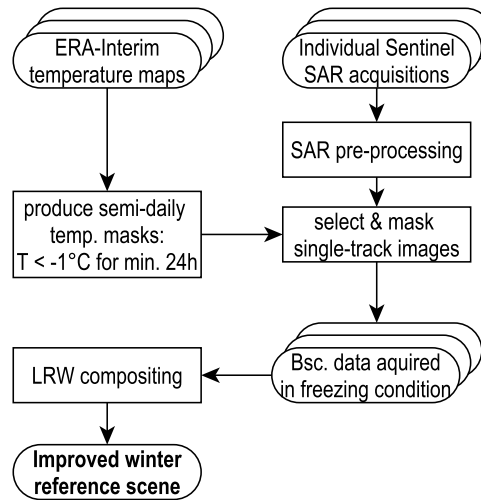 ERA-Interim
temperature maps
Individual Sentinel
SAR acquisitions
SAR pre-processing
produce semi-daily
temp. masks:
T < -1°C for min. 24h
select & mask
single-track images
Bsc. data aquired
in freezing condition
LRW compositing
Improved winter
reference scene